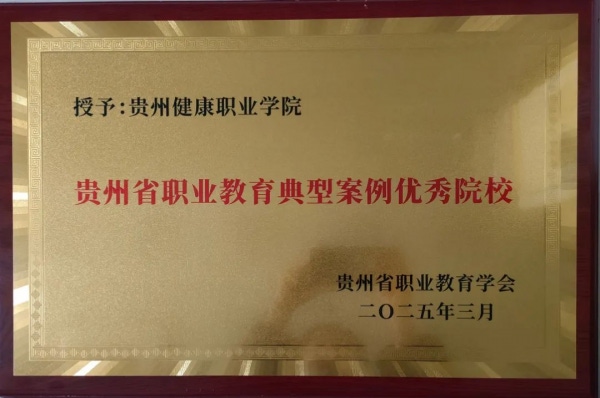 授予:贵州健康职业学院
贵州省职业教育典型案例优秀院校
贵州省职业教育学会
二〇二五年三月